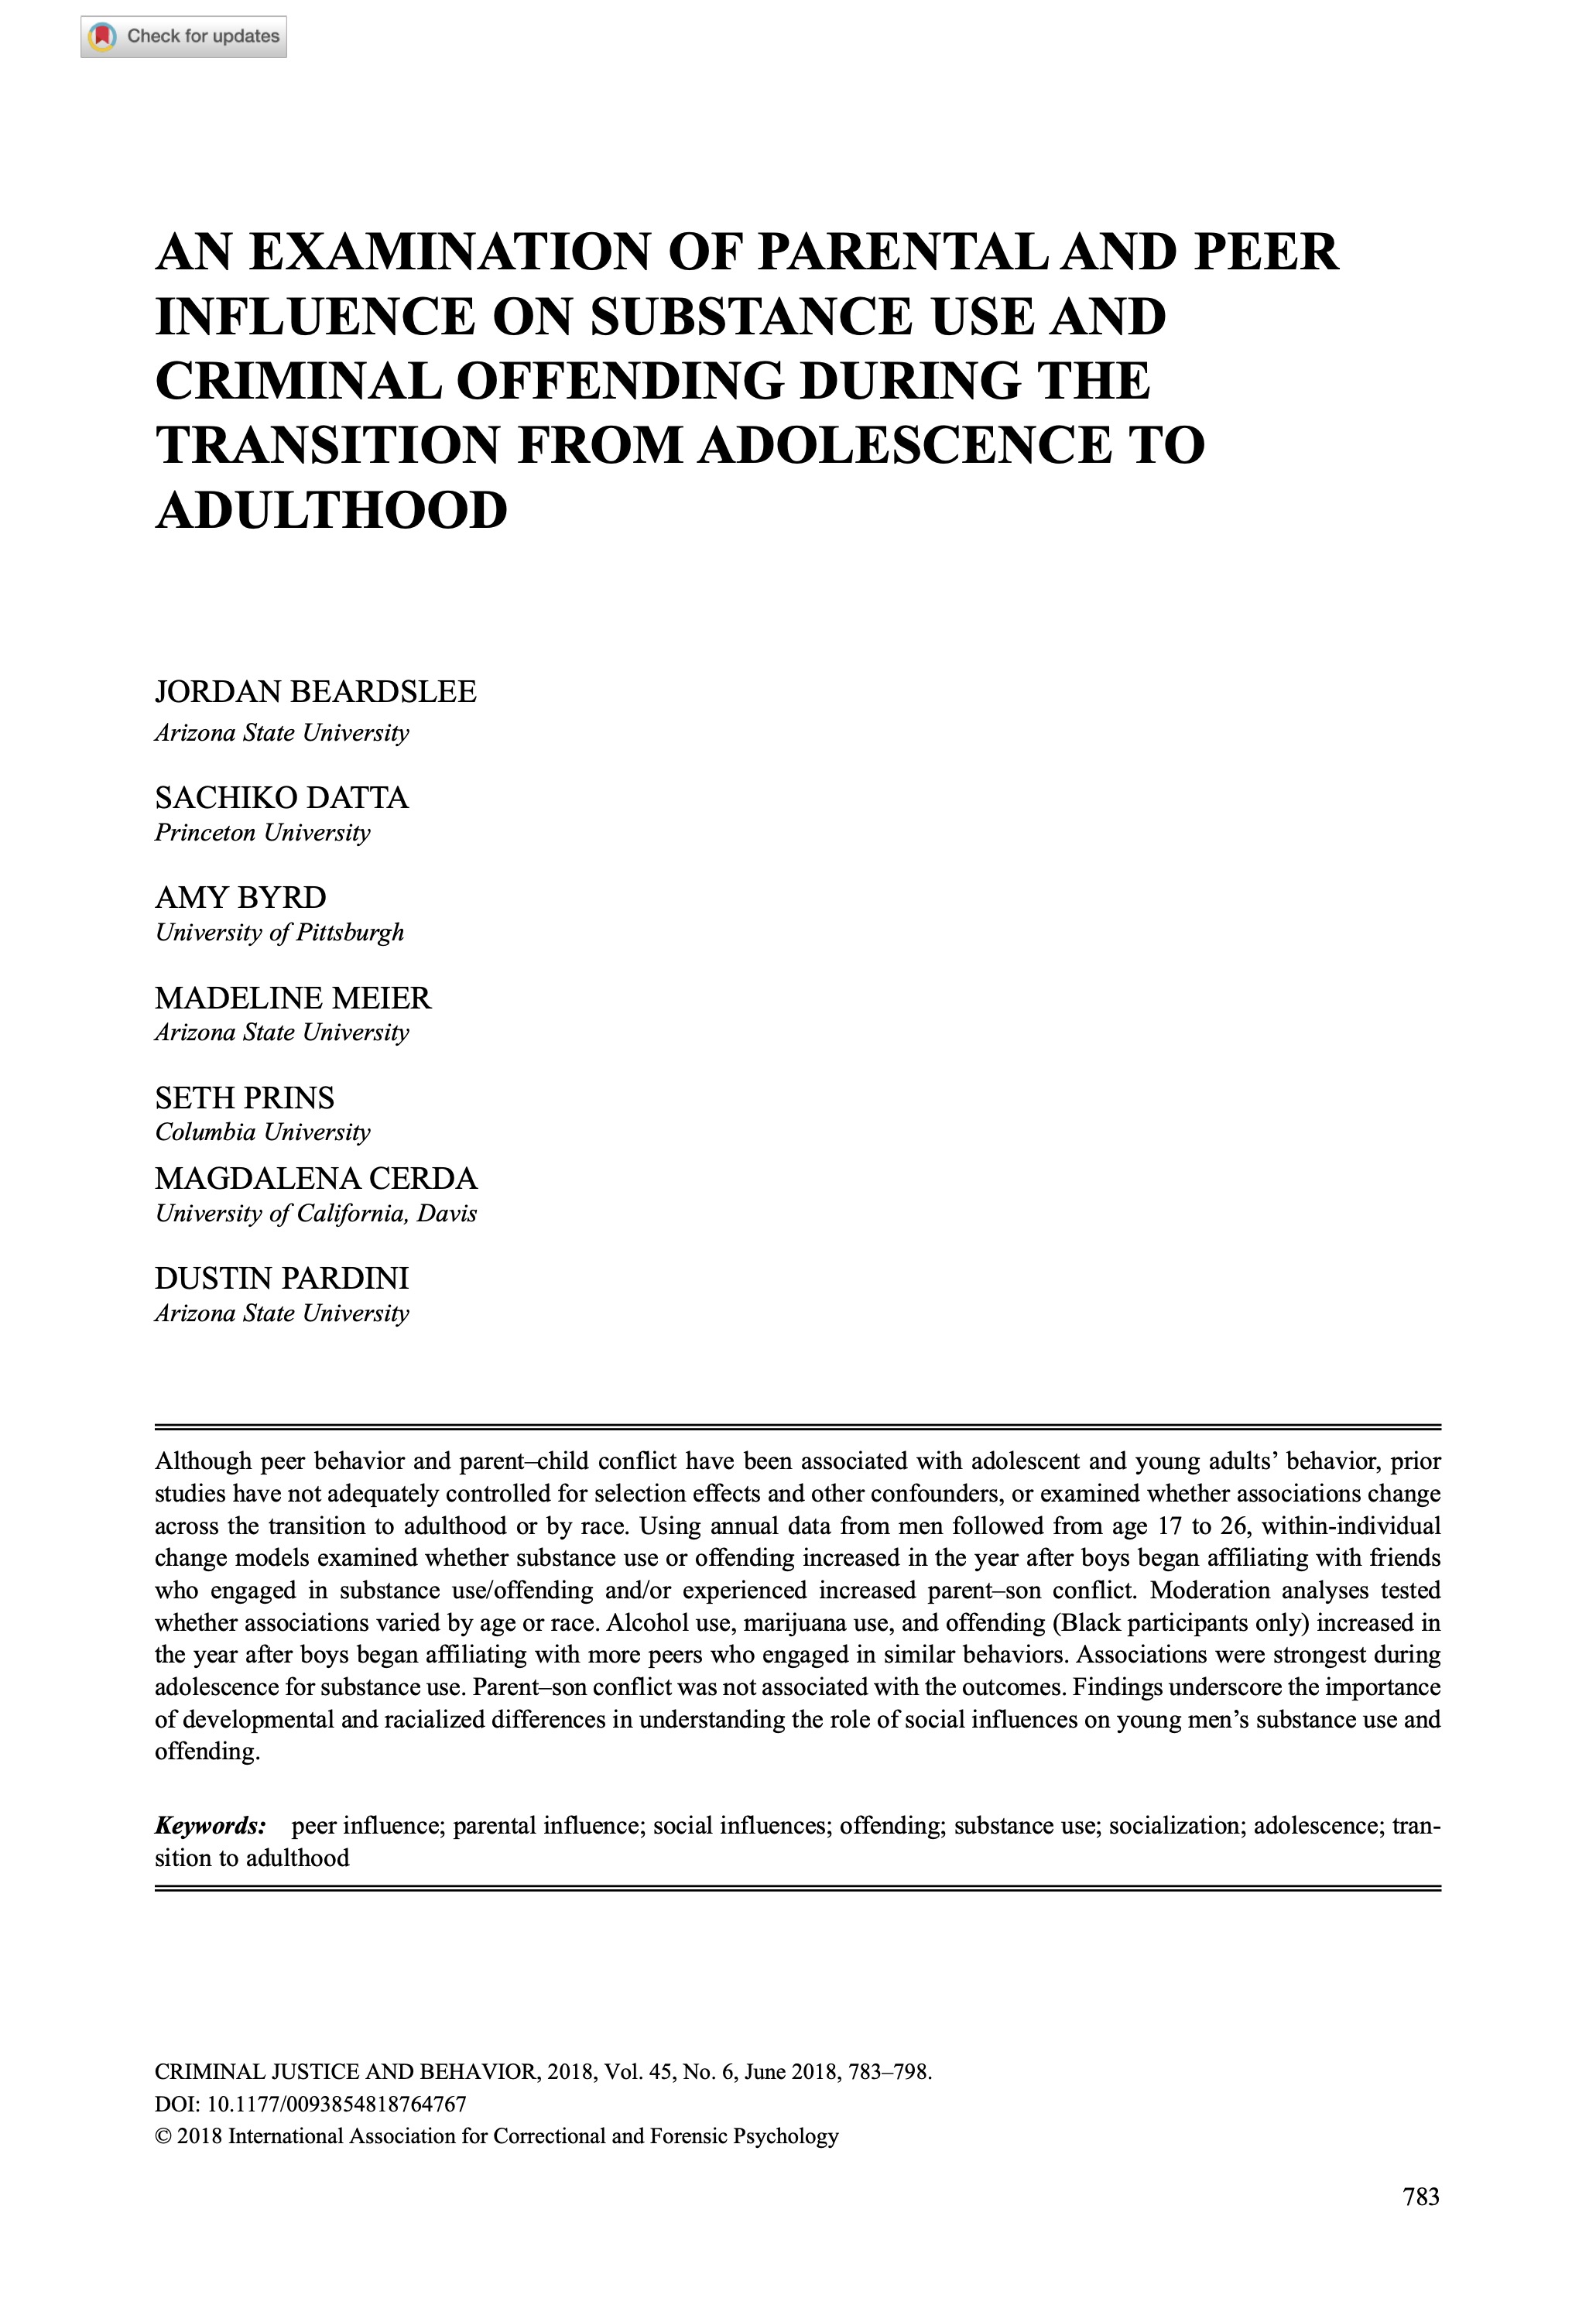 Check for updates
AN EXAMINATION OF PARENTAL AND PEER
INFLUENCE ON SUBSTANCE USE AND
CRIMINAL OFFENDING DURING THE
TRANSITION FROM ADOLESCENCE TO
ADULTHOOD
JORDAN BEARDSLEE
Arizona State University
SACHIKO DATTA
Princeton University
AMY BYRD
University of Pittsburgh
MADELINE MEIER
Arizona State University
SETH PRINS
Columbia University
MAGDALENA CERDA
University of California, Davis
DUSTIN PARDINI
Arizona State University
Although peer behavior and parent–child conflict have been associated with adolescent and young adults’ behavior, prior
studies have not adequately controlled for selection effects and other confounders, or examined whether associations change
across the transition to adulthood or by race. Using annual data from men followed from age 17 to 26, within-individual
change models examined whether substance use or offending increased in the year after boys began affiliating with friends
who engaged in substance use/offending and/or experienced increased parent–son conflict. Moderation analyses tested
whether associations varied by age or race. Alcohol use, marijuana use, and offending (Black participants only) increased in
the year after boys began affiliating with more peers who engaged in similar behaviors. Associations were strongest during
adolescence for substance use. Parent–son conflict was not associated with the outcomes. Findings underscore the importance
of developmental and racialized differences in understanding the role of social influences on young men’s substance use and
offending.
Keywords: peer influence; parental influence; social influences; offending; substance use; socialization; adolescence; tran-
sition to adulthood
CRIMINAL JUSTICE AND BEHAVIOR, 2018, Vol. 45, No. 6, June 2018, 783–798.
DOI: 10.1177/0093854818764767
© 2018 International Association for Correctional and Forensic Psychology
783